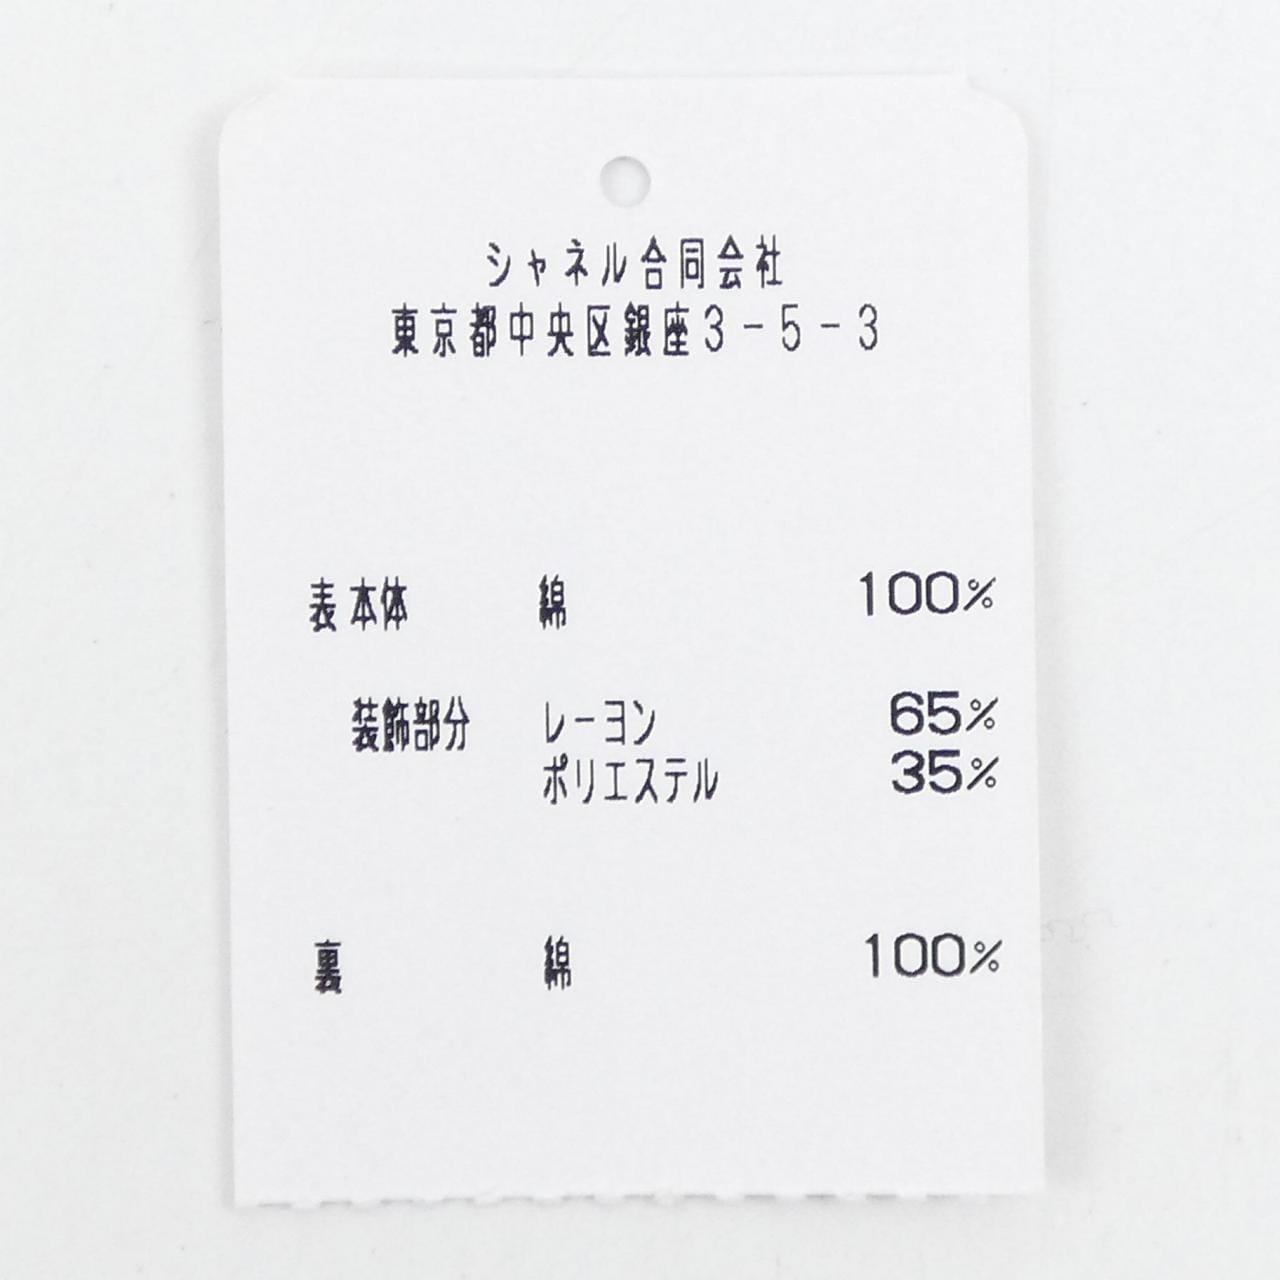 シャネル合同会社
東京都中央区銀座3-5-3
表 本体 綿 100%
装飾部分 レーヨン 65%
ポリエステル 35%
裏 綿 100%